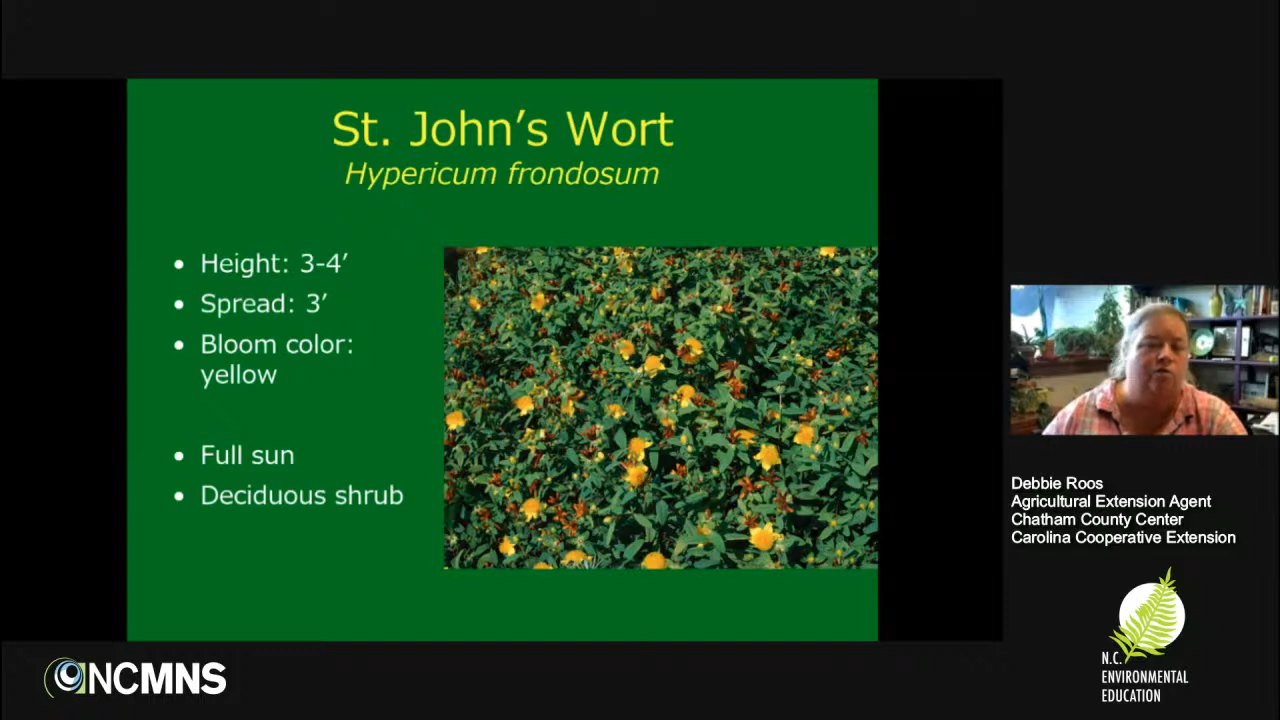 St. John’s Wort
Hypericum frondosum
• Height: 3-4’
• Spread: 3’
• Bloom color:
yellow
• Full sun
• Deciduous shrub
Debbie Roos
Agricultural Extension Agent
Chatham County Center
Carolina Cooperative Extension
NCMNS
N.C.
ENVIRONMENTAL
EDUCATION